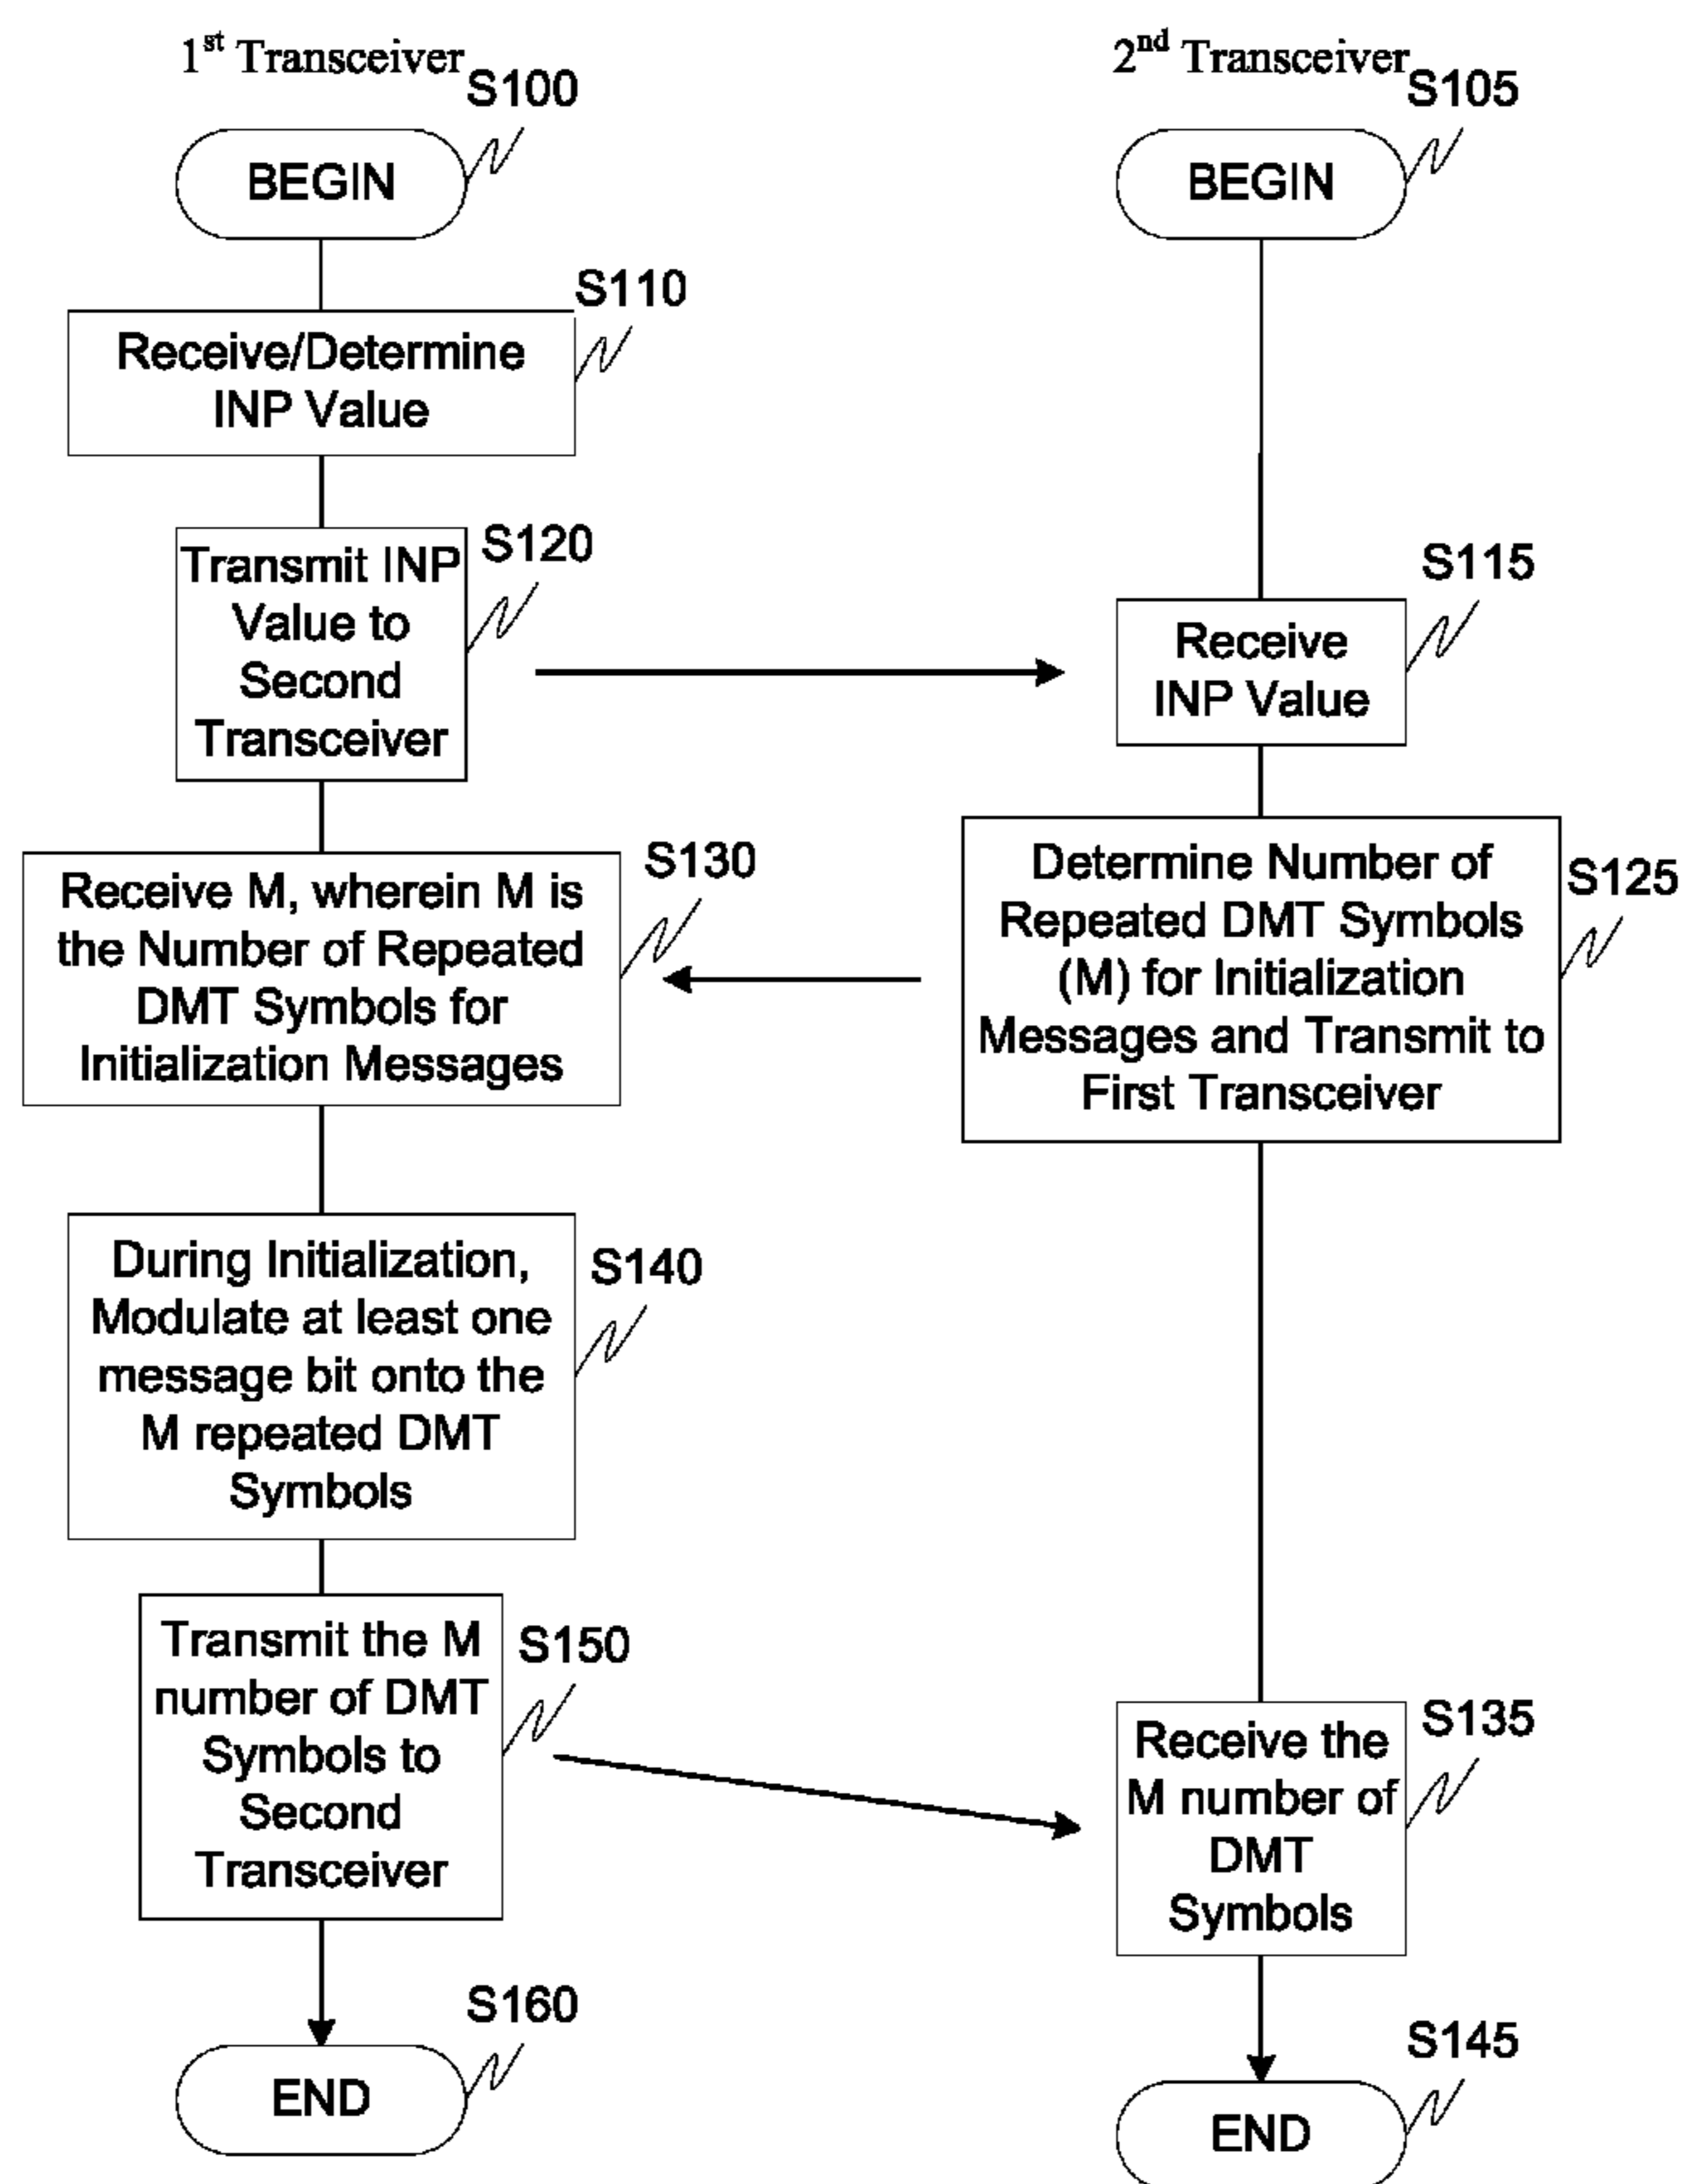 1st Transceiver
S100
BEGIN
S110
Receive/Determine
INP Value
S120
Transmit INP
Value to
Second
Transceiver
S130
Receive M, wherein M is
the Number of Repeated
DMT Symbols for
Initialization Messages
S140
During Initialization,
Modulate at least one
message bit onto the
M repeated DMT
Symbols
S150
Transmit the M
number of DMT
Symbols to
Second
Transceiver
S160
END
2nd Transceiver
S105
BEGIN
S115
Receive
INP Value
S125
Determine Number of
Repeated DMT Symbols
(M) for Initialization
Messages and Transmit to
First Transceiver
S135
Receive the
M number of
DMT
Symbols
S145
END